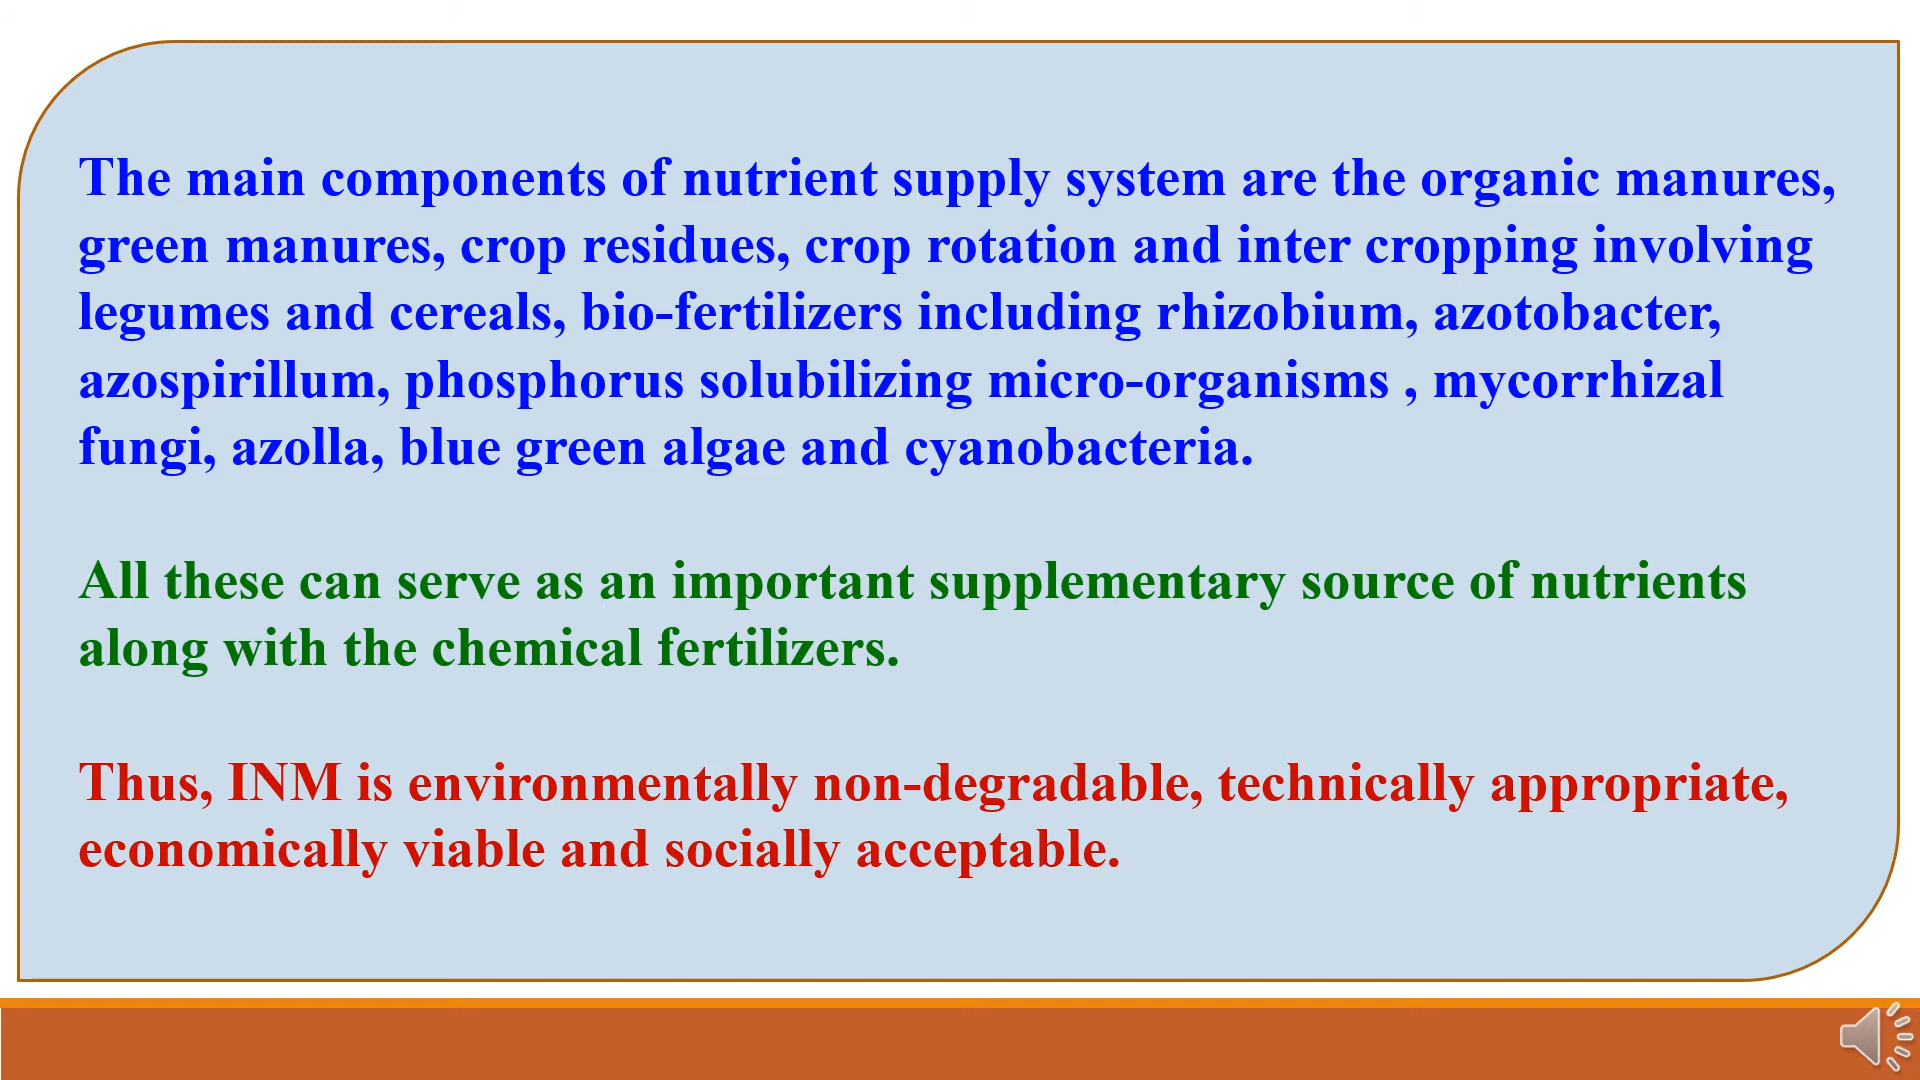 The main components of nutrient supply system are the organic manures,
green manures, crop residues, crop rotation and inter cropping involving
legumes and cereals, bio-fertilizers including rhizobium, azotobacter,
azospirillum, phosphorus solubilizing micro-organisms , mycorrhizal
fungi, azolla, blue green algae and cyanobacteria.
All these can serve as an important supplementary source of nutrients
along with the chemical fertilizers.
Thus, INM is environmentally non-degradable, technically appropriate,
economically viable and socially acceptable.